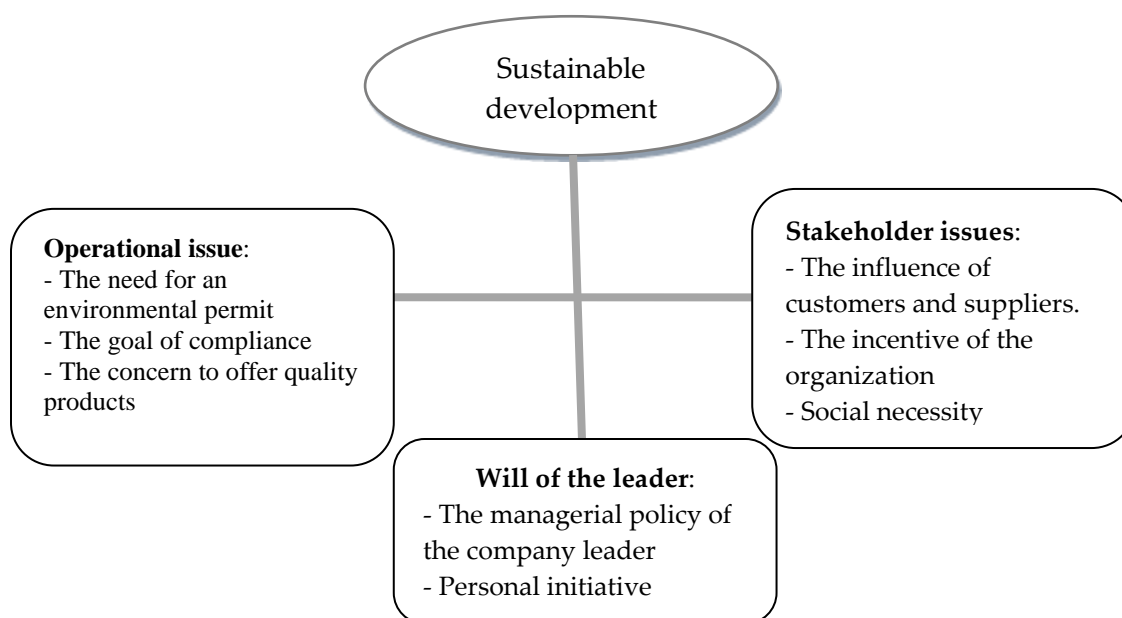 Sustainable
development
Operational issue:
- The need for an
environmental permit
- The goal of compliance
- The concern to offer quality
products
Stakeholder issues:
- The influence of
customers and suppliers.
- The incentive of the
organization
- Social necessity
Will of the leader:
- The managerial policy of
the company leader
- Personal initiative